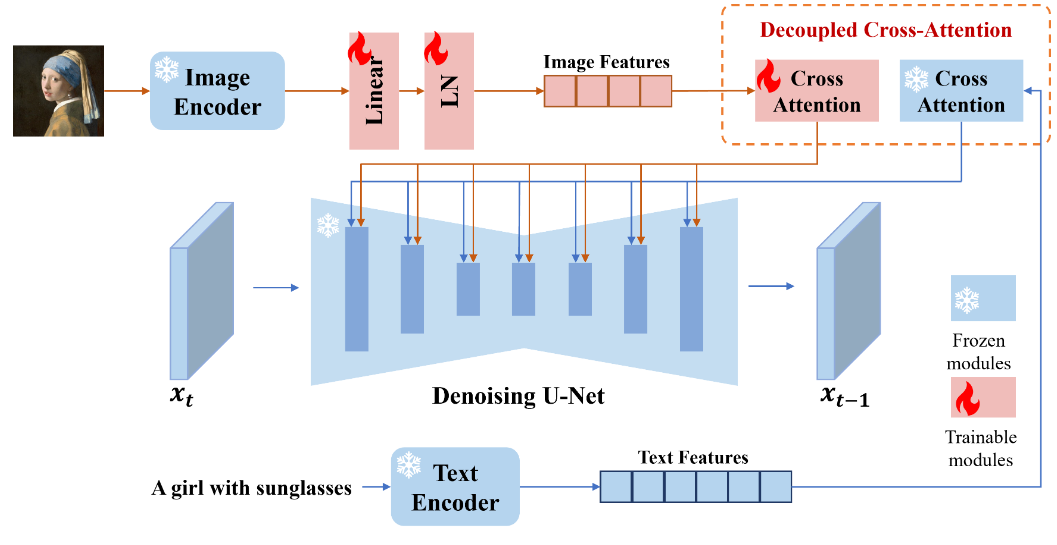 Decoupled Cross-Attention
Image
Encoder
Linear
LN
Image Features
Cross
Attention
Cross
Attention
x_t
Denoising U-Net
x_{t-1}
Frozen
modules
Trainable
modules
A girl with sunglasses
Text
Encoder
Text Features